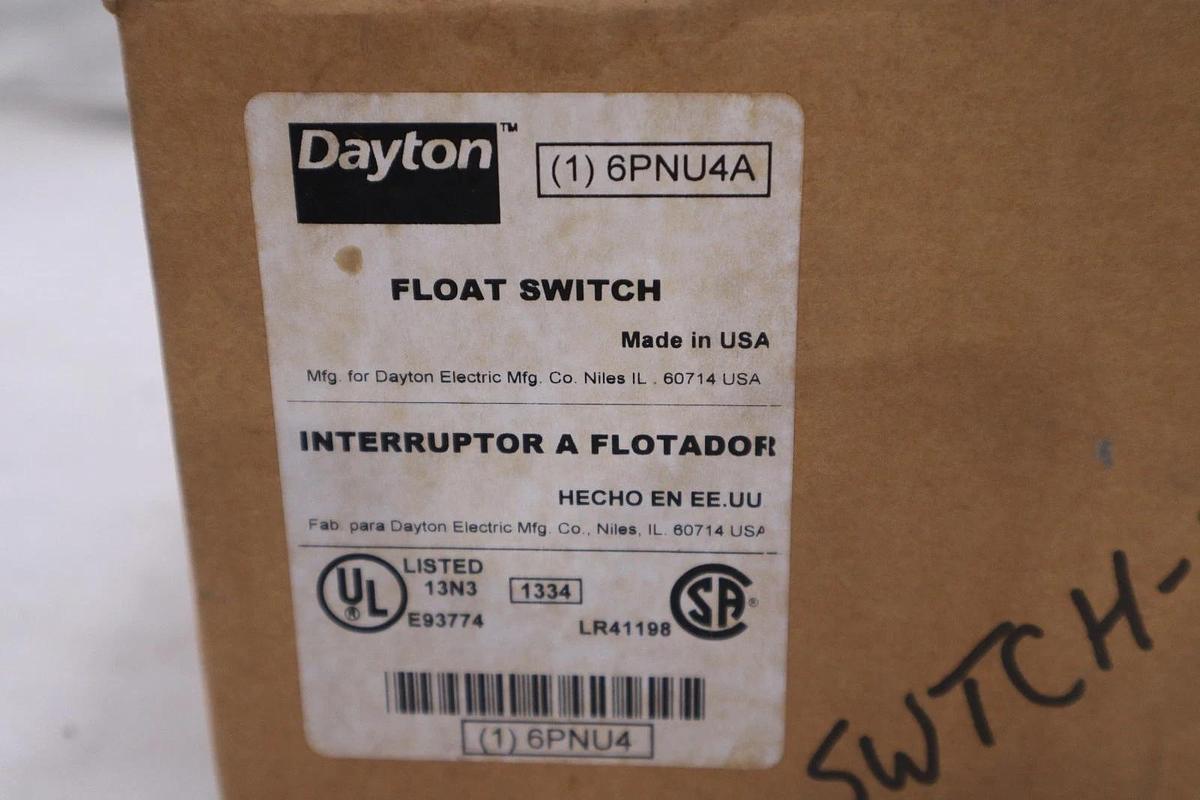 Dayton™
(1) 6PNU4A
FLOAT SWITCH
Made in USA
Mfg. for Dayton Electric Mfg. Co. Niles IL . 60714 USA
INTERRUPTOR A FLOTADOR
HECHO EN EE.UU
Fab. para Dayton Electric Mfg. Co., Niles, IL. 60714 USA
UL®
LISTED
13N3
E93774
1334
LR41198
SA®
(1) 6PNU4
SWTCH-